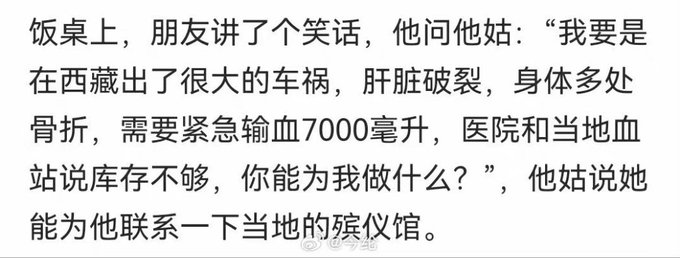 饭桌上，朋友讲了个笑话，他问他姑：“我要是
在西藏出了很大的车祸，肝脏破裂，身体多处
骨折，需要紧急输血7000毫升，医院和当地血
站说库存不够，你能为我做什么？”，他姑说她
能为他联系一下当地的殡仪馆。
@今纶